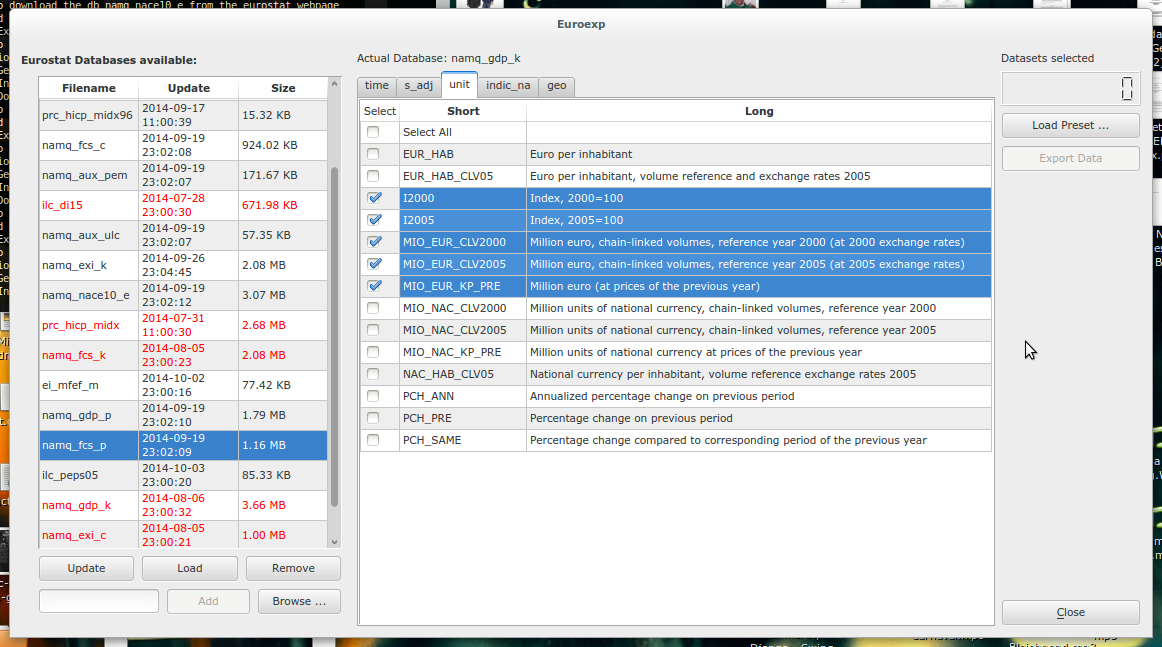 download the db namq_nace10_e from the eurostat webpage
Euroexp
Eurostat Databases available:
Filename Update Size
prc_hicp_midx96 2014-09-17 11:00:39 15.32 KB
namq_fcs_c 2014-09-19 23:02:08 924.02 KB
namq_aux_pem 2014-09-19 23:02:07 171.67 KB
ilc_di15 2014-07-28 23:00:30 671.98 KB
namq_aux_ulc 2014-09-19 23:02:07 57.35 KB
namq_exi_k 2014-09-26 23:04:45 2.08 MB
namq_nace10_e 2014-09-19 23:02:12 3.07 MB
prc_hicp_midx 2014-07-31 11:00:30 2.68 MB
namq_fcs_k 2014-08-05 23:00:23 2.08 MB
ei_mfef_m 2014-10-02 23:00:16 77.42 KB
namq_gdp_p 2014-09-19 23:02:10 1.79 MB
namq_fcs_p 2014-09-19 23:02:09 1.16 MB
ilc_peps05 2014-10-03 23:00:20 85.33 KB
namq_gdp_k 2014-08-06 23:00:32 3.66 MB
namq_exi_c 2014-08-05 23:00:21 1.00 MB
Update Load Remove
Add Browse ...
Actual Database: namq_gdp_k
time s_adj unit indic_na geo
Select Short Long
Select All
EUR_HAB Euro per inhabitant
EUR_HAB_CLV05 Euro per inhabitant, volume reference and exchange rates 2005
I2000 Index, 2000=100
I2005 Index, 2005=100
MIO_EUR_CLV2000 Million euro, chain-linked volumes, reference year 2000 (at 2000 exchange rates)
MIO_EUR_CLV2005 Million euro, chain-linked volumes, reference year 2005 (at 2005 exchange rates)
MIO_EUR_KP_PRE Million euro (at prices of the previous year)
MIO_NAC_CLV2000 Million units of national currency, chain-linked volumes, reference year 2000
MIO_NAC_CLV2005 Million units of national currency, chain-linked volumes, reference year 2005
MIO_NAC_KP_PRE Million units of national currency at prices of the previous year
NAC_HAB_CLV05 National currency per inhabitant, volume reference exchange rates 2005
PCH_ANN Annualized percentage change on previous period
PCH_PRE Percentage change on previous period
PCH_SAME Percentage change compared to corresponding period of the previous year
Datasets selected
0
Load Preset ...
Export Data
Close